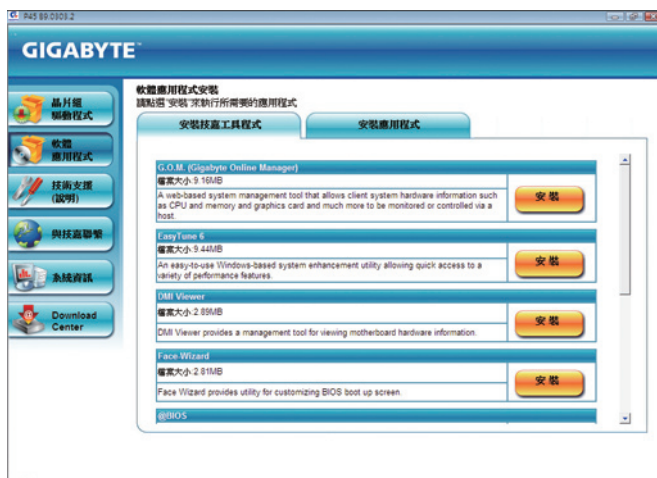 P45 B9.0303.2
GIGABYTE™
晶片組
驅動程式
軟體
應用程式
技術支援
(說明)
與技嘉聯繫
系統資訊
Download
Center
軟體應用程式安裝
請點選"安裝"來執行所需要的應用程式
安裝技嘉工具程式
安裝應用程式
G.O.M. (Gigabyte Online Manager)
檔案大小:9.16MB
A web-based system management tool that allows client system hardware information such
as CPU and memory and graphics card and much more to be monitored or controlled via a
host.
安裝
EasyTune 6
檔案大小:9.44MB
An easy-to-use Windows-based system enhancement utility allowing quick access to a
variety of performance features.
安裝
DMI Viewer
檔案大小:2.89MB
DMI Viewer provides a management tool for viewing motherboard hardware information.
安裝
Face-Wizard
檔案大小:2.81MB
Face Wizard provides utility for customizing BIOS boot up screen.
安裝
@BIOS